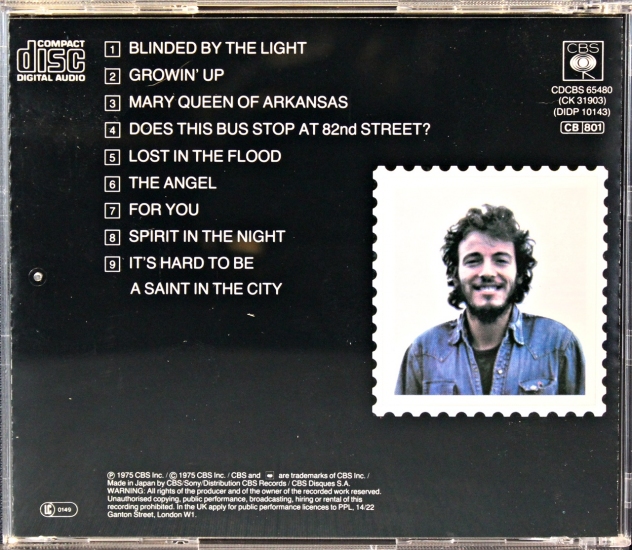 COMPACT
disc
DIGITAL AUDIO
1 BLINDED BY THE LIGHT
2 GROWIN' UP
3 MARY QUEEN OF ARKANSAS
4 DOES THIS BUS STOP AT 82nd STREET?
5 LOST IN THE FLOOD
6 THE ANGEL
7 FOR YOU
8 SPIRIT IN THE NIGHT
9 IT'S HARD TO BE
A SAINT IN THE CITY
CBS
CDCBS 65480
(CK 31903)
(DIDP 10143)
CB 801
℗ 1975 CBS Inc. / © 1975 CBS Inc. / CBS and are trademarks of CBS Inc. /
Made in Japan by CBS/Sony/Distribution CBS Records / CBS Disques S.A.
WARNING: All rights of the producer and of the owner of the recorded work reserved.
Unauthorised copying, public performance, broadcasting, hiring or rental of this
recording prohibited. In the UK apply for public performance licences to PPL, 14/22
Ganton Street, London W1.
LC 0149